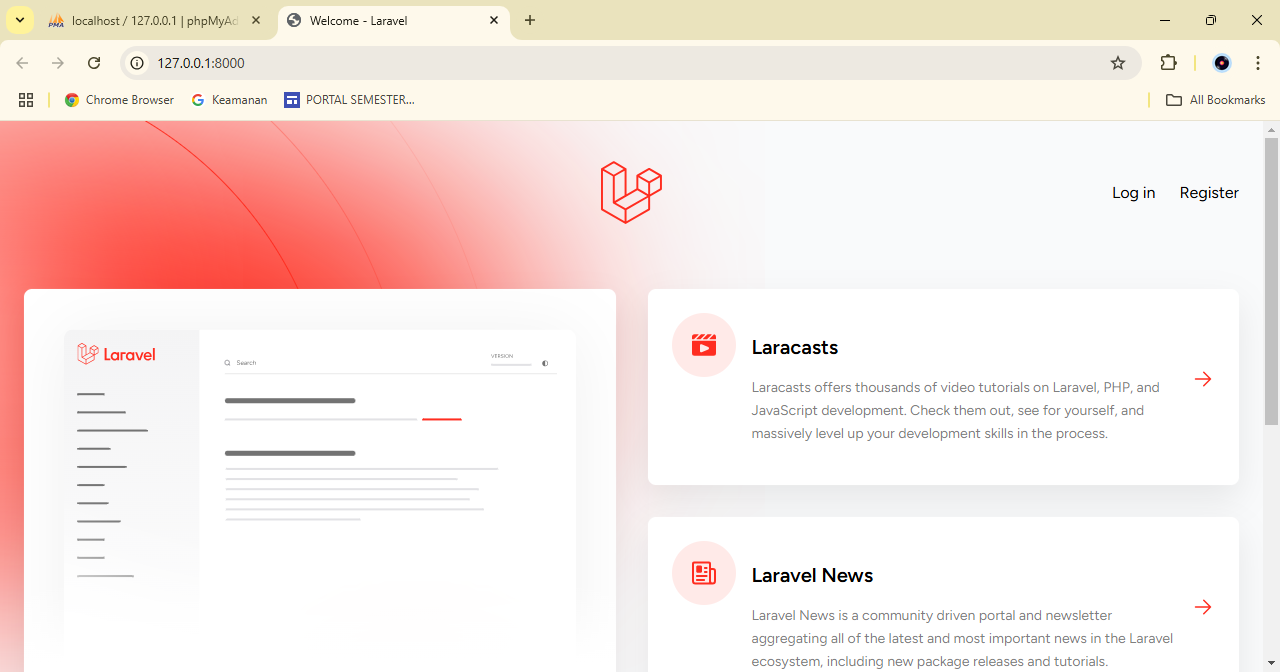 localhost / 127.0.0.1 | phpMyAd
Welcome - Laravel
127.0.0.1:8000
Chrome Browser
Keamanan
PORTAL SEMESTER...
All Bookmarks
Log in
Register
Laravel
Search
VERSION
Laracasts
Laracasts offers thousands of video tutorials on Laravel, PHP, and
JavaScript development. Check them out, see for yourself, and
massively level up your development skills in the process.
Laravel News
Laravel News is a community driven portal and newsletter
aggregating all of the latest and most important news in the Laravel
ecosystem, including new package releases and tutorials.